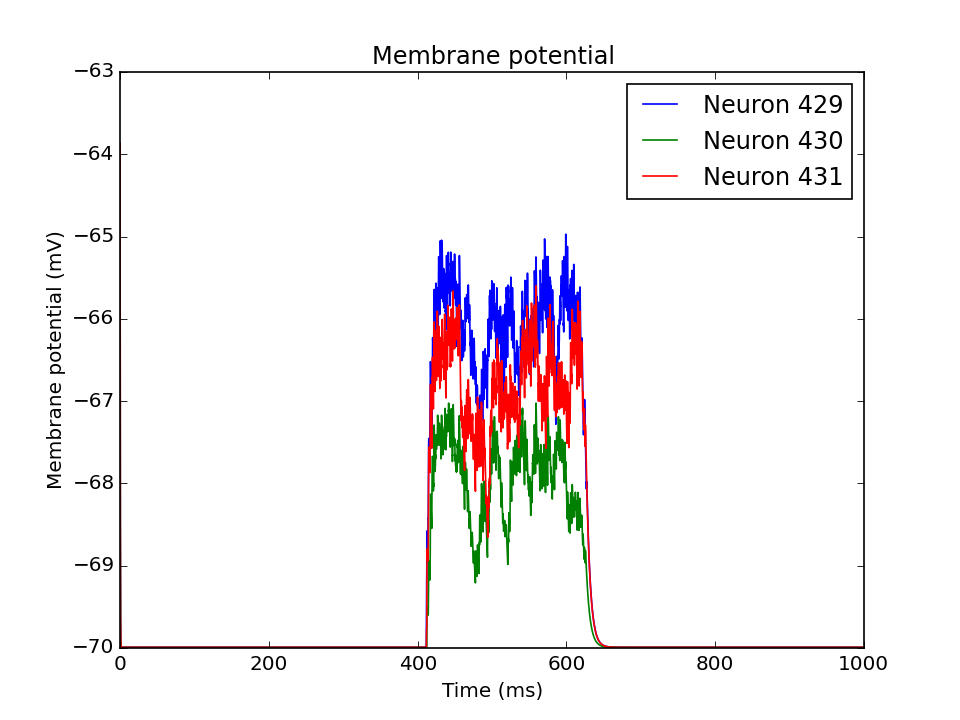 Membrane potential
Neuron 429
Neuron 430
Neuron 431
Membrane potential (mV)
−63
−64
−65
−66
−67
−68
−69
−70
0 200 400 600 800 1000
Time (ms)